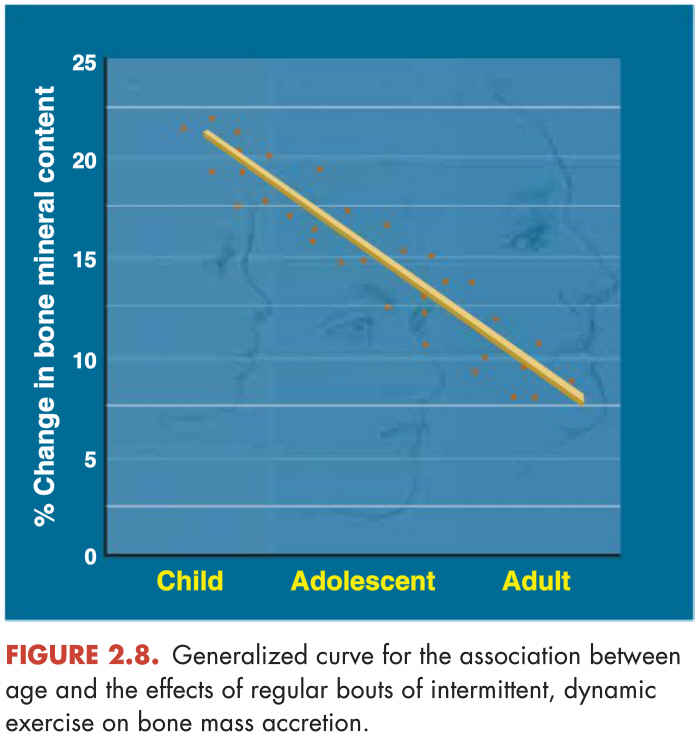 % Change in bone mineral content
25
20
15
10
5
0
Child Adolescent Adult
FIGURE 2.8. Generalized curve for the association between
age and the effects of regular bouts of intermittent, dynamic
exercise on bone mass accretion.